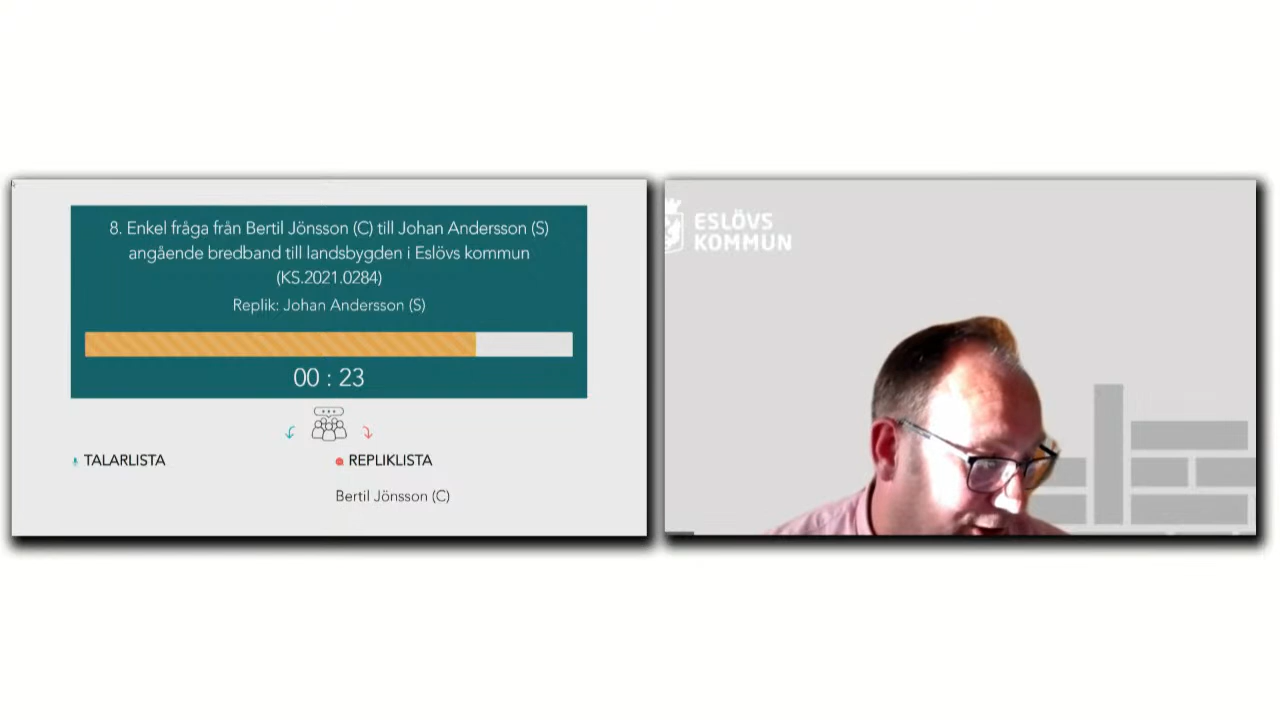 8. Enkel fråga från Bertil Jönsson (C) till Johan Andersson (S)
angående bredband till landsbygden i Eslövs kommun
(KS.2021.0284)
Replik: Johan Andersson (S)
00 : 23
TALARLISTA
REPLIKLISTA
Bertil Jönsson (C)
ESLÖVS
KOMMUN